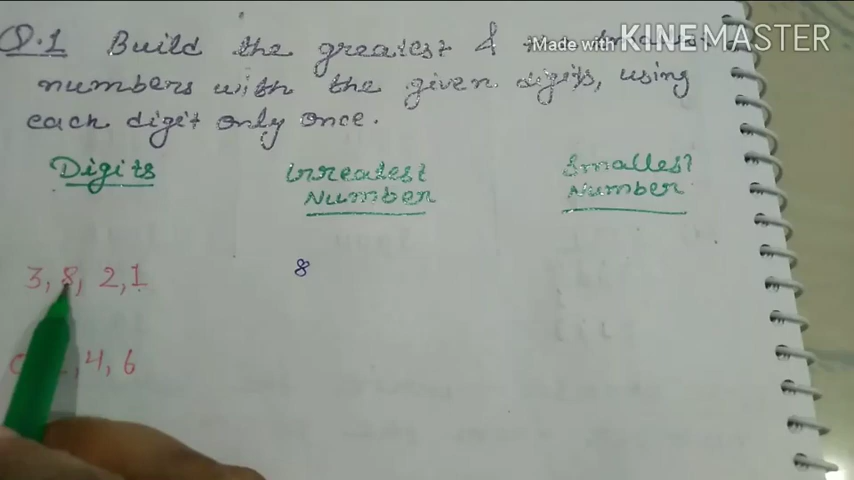 Q.1 Build the greatest & the
numbers with the given digits, using
each digit only once.
Made with KINEMASTER
Digits Greatest Number Smallest Number
3, 8, 2, 1 8
, 4, 6